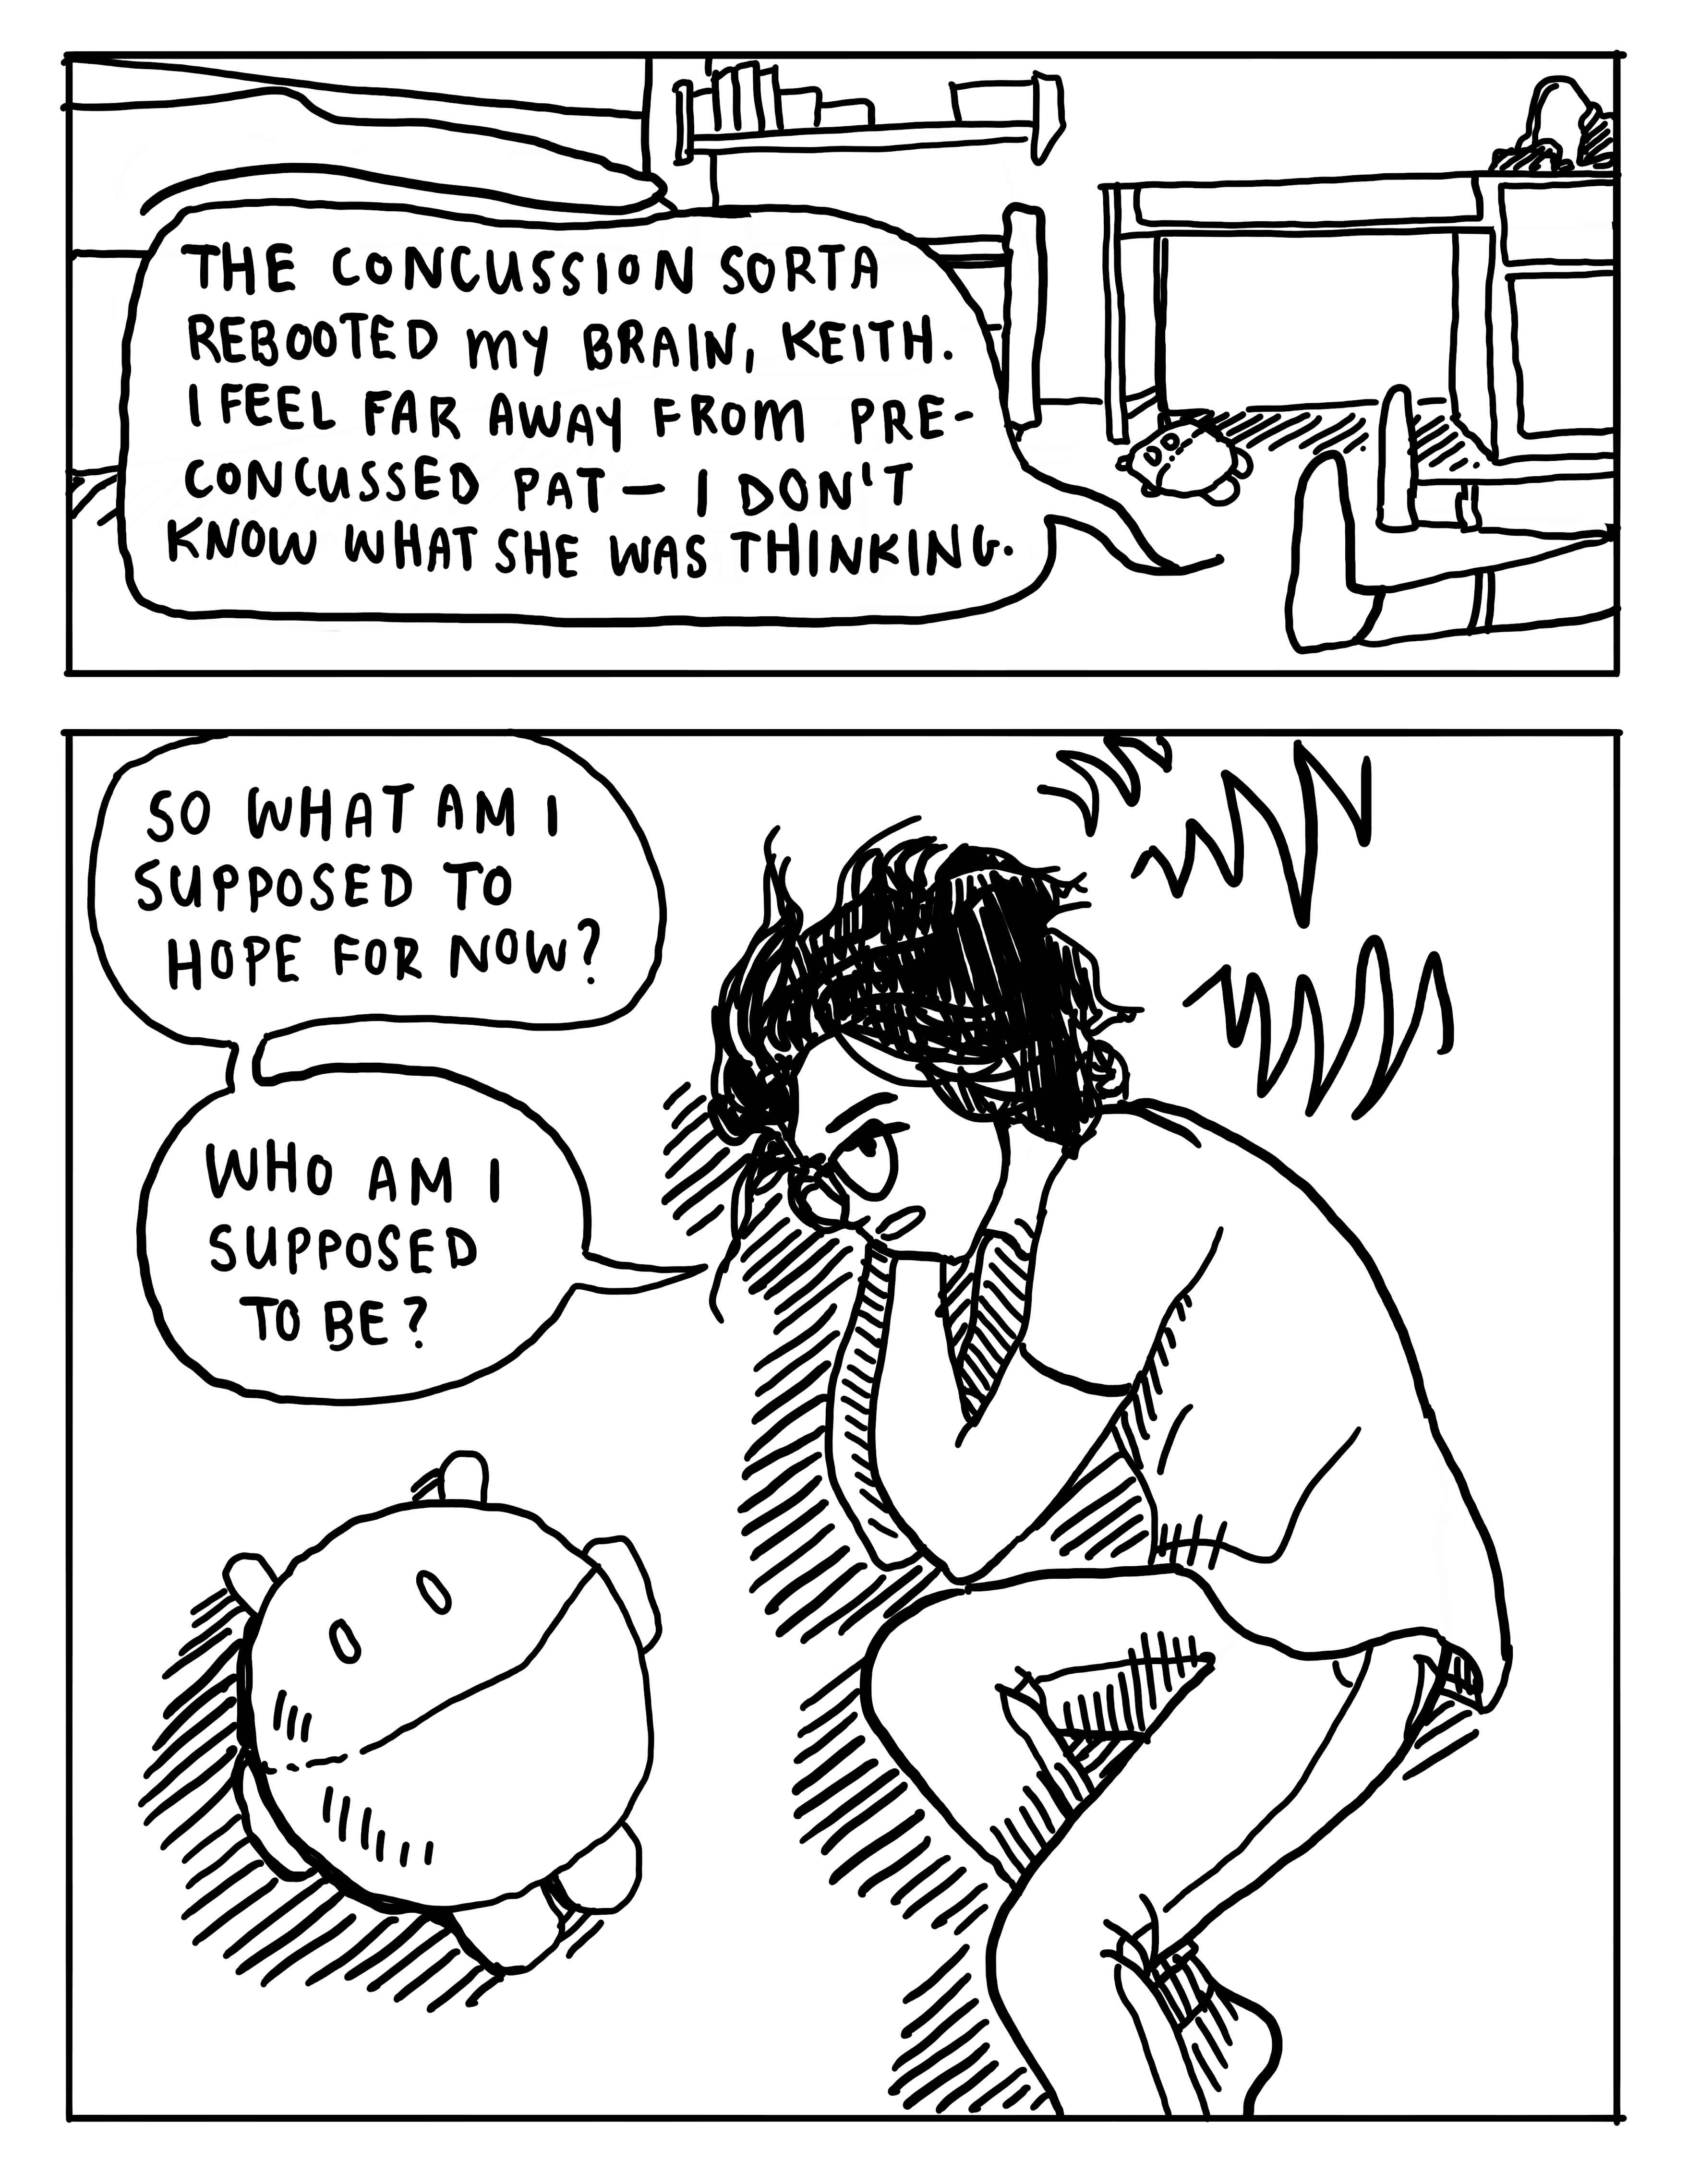 THE CONCUSSION SORTA
REBOOTED MY BRAIN, KEITH.
I FEEL FAR AWAY FROM PRE-
CONCUSSED PAT — I DON'T
KNOW WHAT SHE WAS THINKING.
SO WHAT AM I
SUPPOSED TO
HOPE FOR NOW?
WHO AM I
SUPPOSED
TO BE?